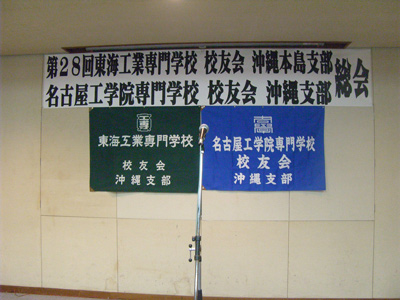 第28回東海工業専門学校 校友会 沖縄本島支部
名古屋工学院専門学校 校友会 沖縄支部
総会
東海工業専門学校
校友会
沖縄支部
名古屋工学院専門学校
校友会
沖縄支部